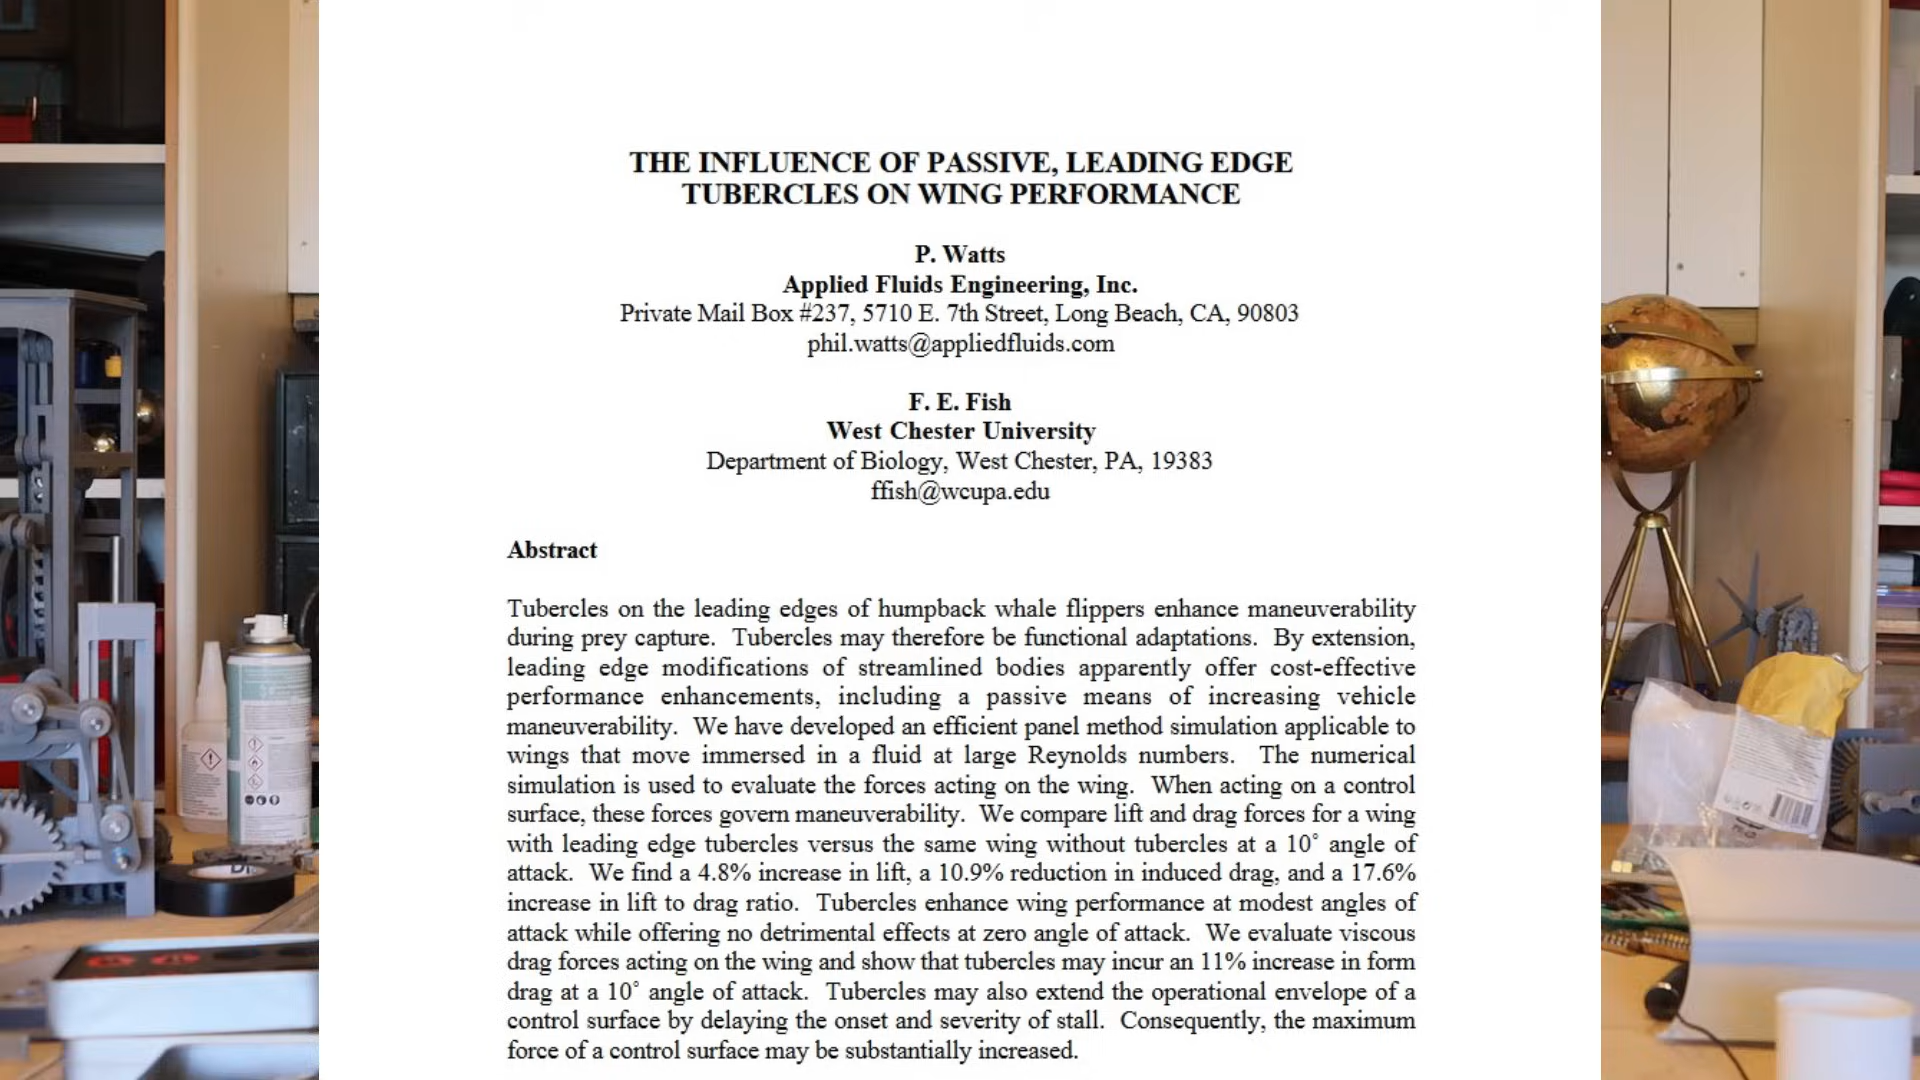 THE INFLUENCE OF PASSIVE, LEADING EDGE
TUBERCLES ON WING PERFORMANCE
P. Watts
Applied Fluids Engineering, Inc.
Private Mail Box #237, 5710 E. 7th Street, Long Beach, CA, 90803
phil.watts@appliedfluids.com
F. E. Fish
West Chester University
Department of Biology, West Chester, PA, 19383
ffish@wcupa.edu
Abstract
Tubercles on the leading edges of humpback whale flippers enhance maneuverability
during prey capture. Tubercles may therefore be functional adaptations. By extension,
leading edge modifications of streamlined bodies apparently offer cost-effective
performance enhancements, including a passive means of increasing vehicle
maneuverability. We have developed an efficient panel method simulation applicable to
wings that move immersed in a fluid at large Reynolds numbers. The numerical
simulation is used to evaluate the forces acting on the wing. When acting on a control
surface, these forces govern maneuverability. We compare lift and drag forces for a wing
with leading edge tubercles versus the same wing without tubercles at a 10˚ angle of
attack. We find a 4.8% increase in lift, a 10.9% reduction in induced drag, and a 17.6%
increase in lift to drag ratio. Tubercles enhance wing performance at modest angles of
attack while offering no detrimental effects at zero angle of attack. We evaluate viscous
drag forces acting on the wing and show that tubercles may incur an 11% increase in form
drag at a 10˚ angle of attack. Tubercles may also extend the operational envelope of a
control surface by delaying the onset and severity of stall. Consequently, the maximum
force of a control surface may be substantially increased.